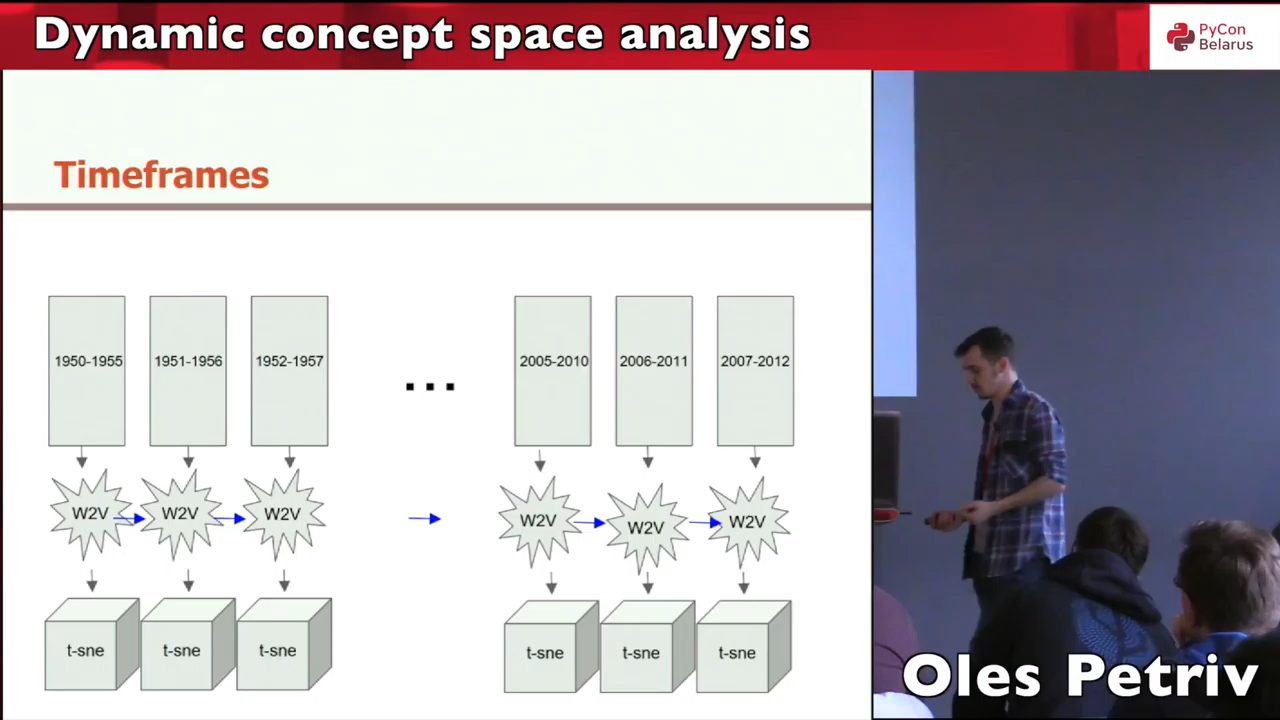 Dynamic concept space analysis
PyCon
Belarus
Timeframes
1950-1955 1951-1956 1952-1957 ... 2005-2010 2006-2011 2007-2012
W2V W2V W2V W2V W2V W2V
t-sne t-sne t-sne t-sne t-sne t-sne
Oles Petriv